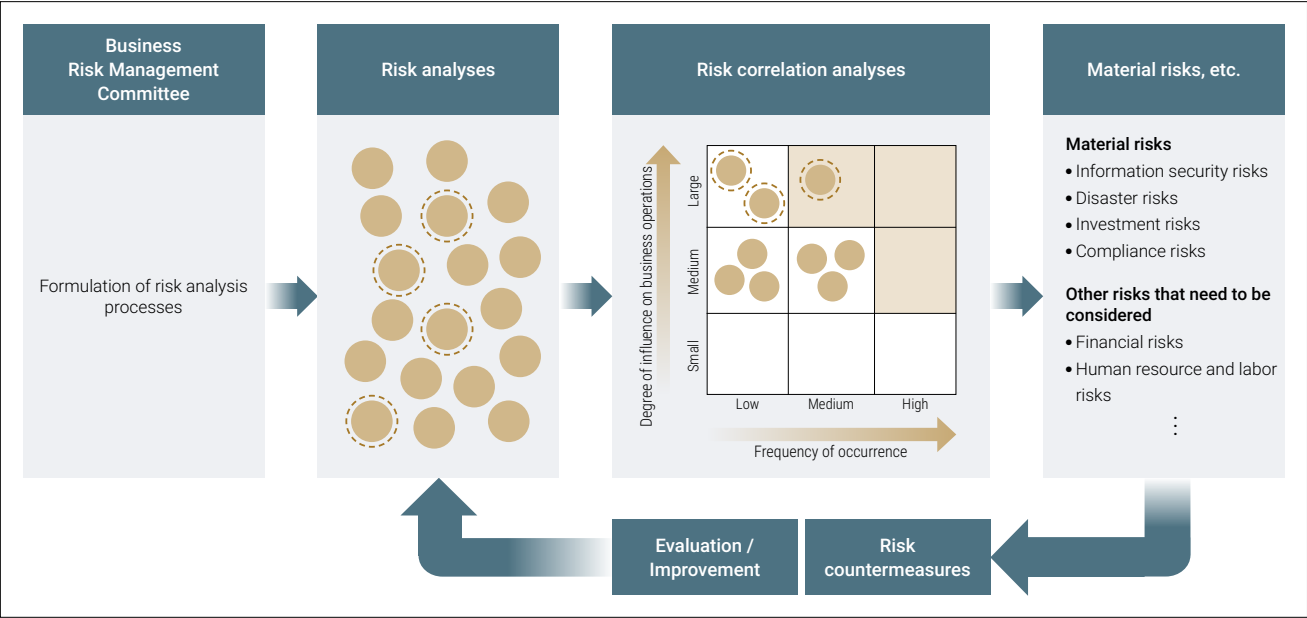 Business
Risk Management
Committee
Formulation of risk analysis
processes
Risk analyses
Risk correlation analyses
Degree of influence on business operations
Large
Medium
Small
Low
Medium
High
Frequency of occurrence
Material risks, etc.
Material risks
• Information security risks
• Disaster risks
• Investment risks
• Compliance risks
Other risks that need to be
considered
• Financial risks
• Human resource and labor
risks
⋮
Risk
countermeasures
Evaluation /
Improvement